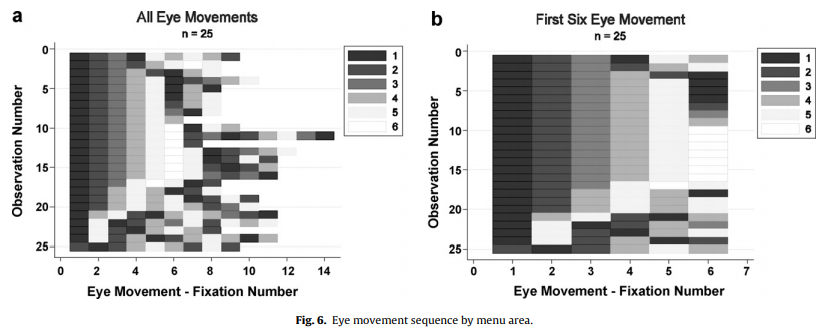 a
All Eye Movements
n = 25
Observation Number
0
5
10
15
20
25
0 2 4 6 8 10 12 14
Eye Movement - Fixation Number
1
2
3
4
5
6
b
First Six Eye Movement
n = 25
Observation Number
0
5
10
15
20
25
0 1 2 3 4 5 6 7
Eye Movement - Fixation Number
1
2
3
4
5
6
Fig. 6. Eye movement sequence by menu area.